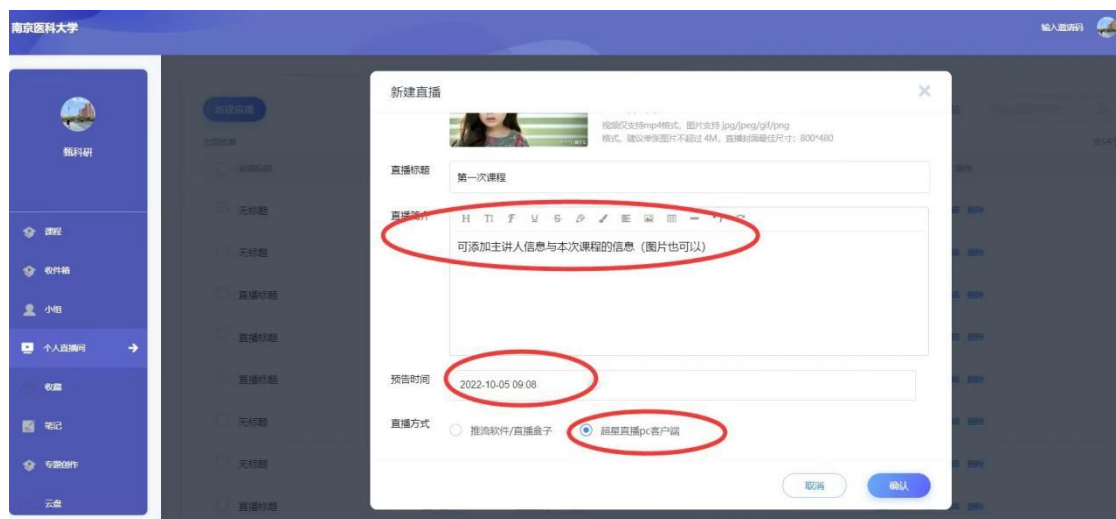 南京医科大学
输入邀请码
甄科研
课程
收件箱
小组
个人直播间
收藏
笔记
专题创作
云盘
新建直播
无标题
无标题
直播标题
直播标题
直播标题
无标题
无标题
直播标题
新建直播
视频仅支持mp4格式，图片支持 jpg/jpeg/gif/png
格式，建议单张图片不超过 4M，直播封面最佳尺寸：800*480
直播标题
第一次课程
直播简介
可添加主讲人信息与本次课程的信息（图片也可以）
预告时间
2022-10-05 09:08
直播方式
推流软件/直播盒子
超星直播pc客户端
取消
确认